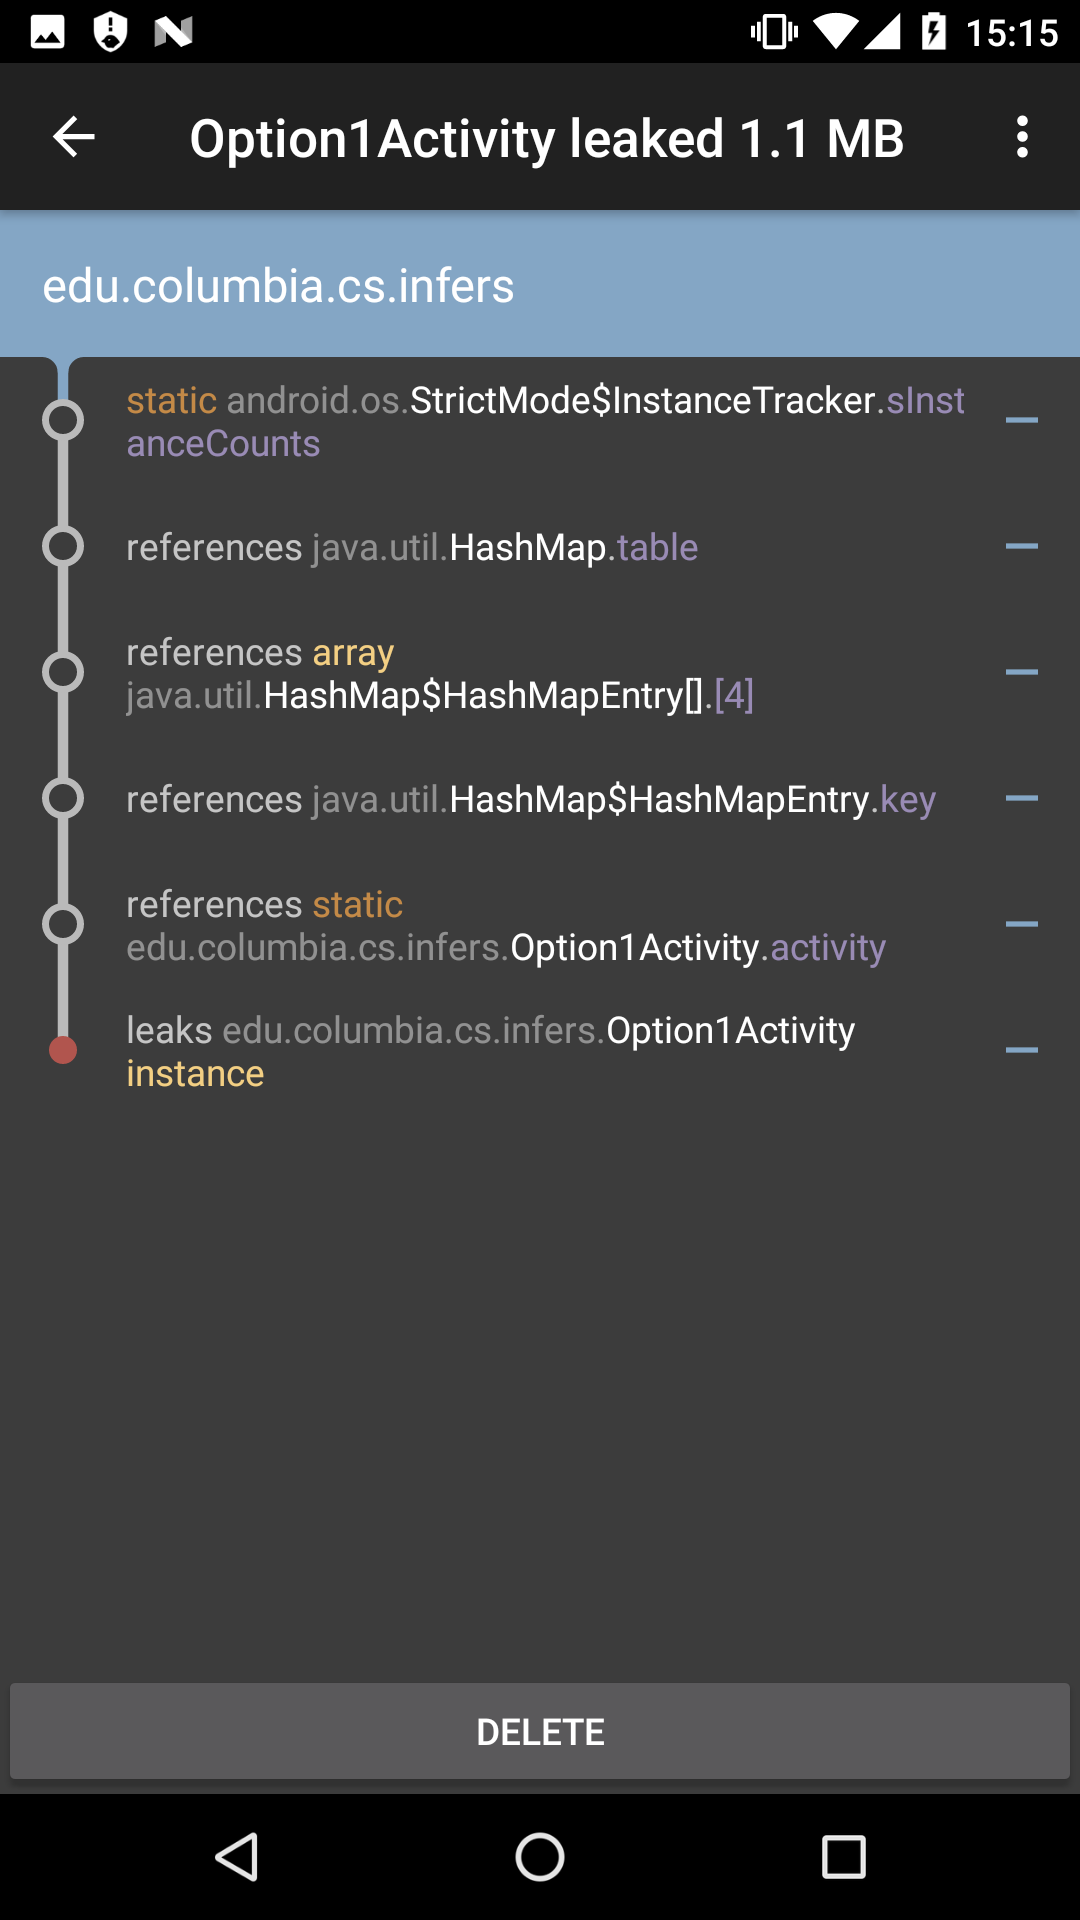 15:15
Option1Activity leaked 1.1 MB
edu.columbia.cs.infers
static android.os.StrictMode$InstanceTracker.sInst
anceCounts
references java.util.HashMap.table
references array
java.util.HashMap$HashMapEntry[].[4]
references java.util.HashMap$HashMapEntry.key
references static
edu.columbia.cs.infers.Option1Activity.activity
leaks edu.columbia.cs.infers.Option1Activity
instance
DELETE